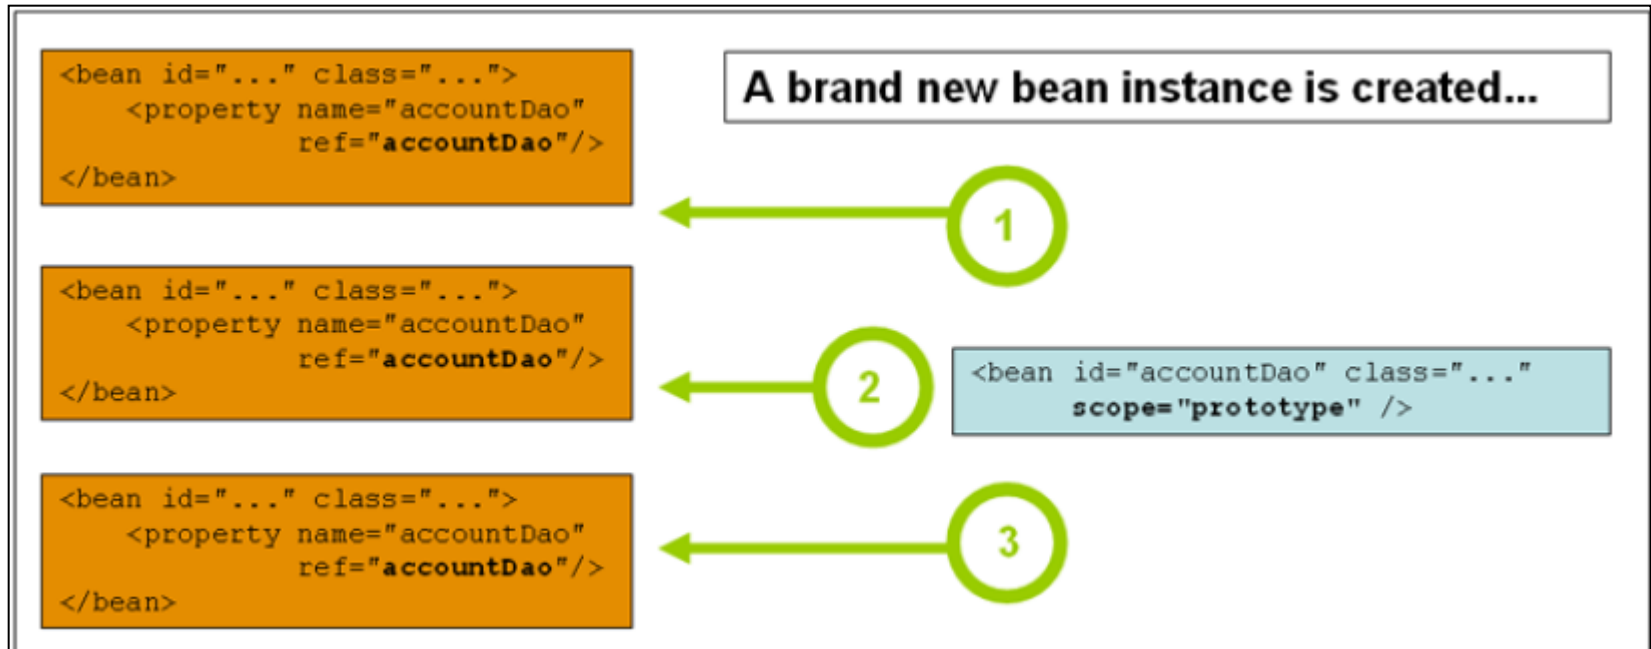 <bean id="..." class="...">
<property name="accountDao"
ref="accountDao"/>
</bean>
A brand new bean instance is created...
1
<bean id="..." class="...">
<property name="accountDao"
ref="accountDao"/>
</bean>
2
<bean id="accountDao" class="..."
scope="prototype" />
<bean id="..." class="...">
<property name="accountDao"
ref="accountDao"/>
</bean>
3